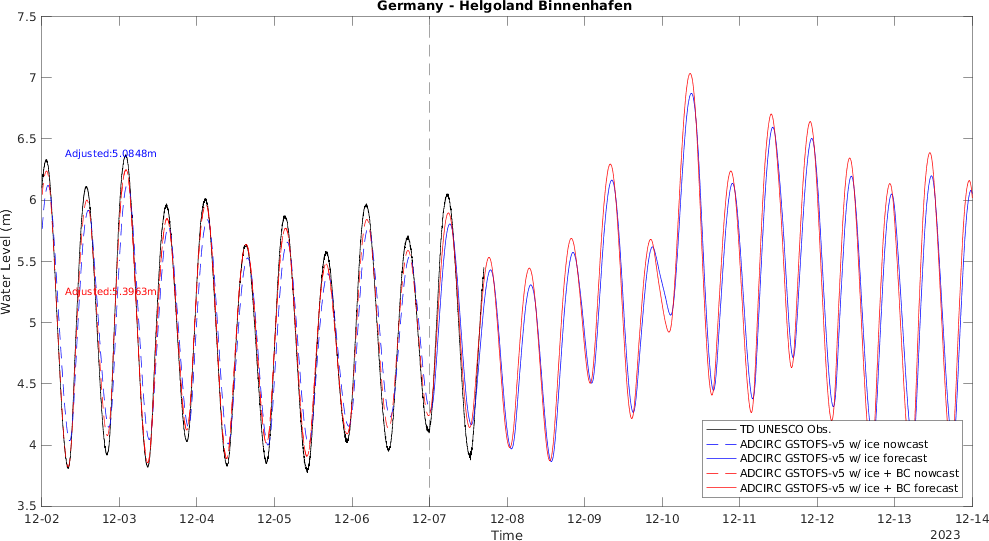 Germany - Helgoland Binnenhafen
7.5
7
6.5
6
5.5
5
4.5
4
3.5
Water Level (m)
Adjusted:5.0848m
Adjusted:5.3963m
TD UNESCO Obs.
ADCIRC GSTOFS-v5 w/ ice nowcast
ADCIRC GSTOFS-v5 w/ ice forecast
ADCIRC GSTOFS-v5 w/ ice + BC nowcast
ADCIRC GSTOFS-v5 w/ ice + BC forecast
12-02 12-03 12-04 12-05 12-06 12-07 12-08 12-09 12-10 12-11 12-12 12-13 12-14
Time
2023